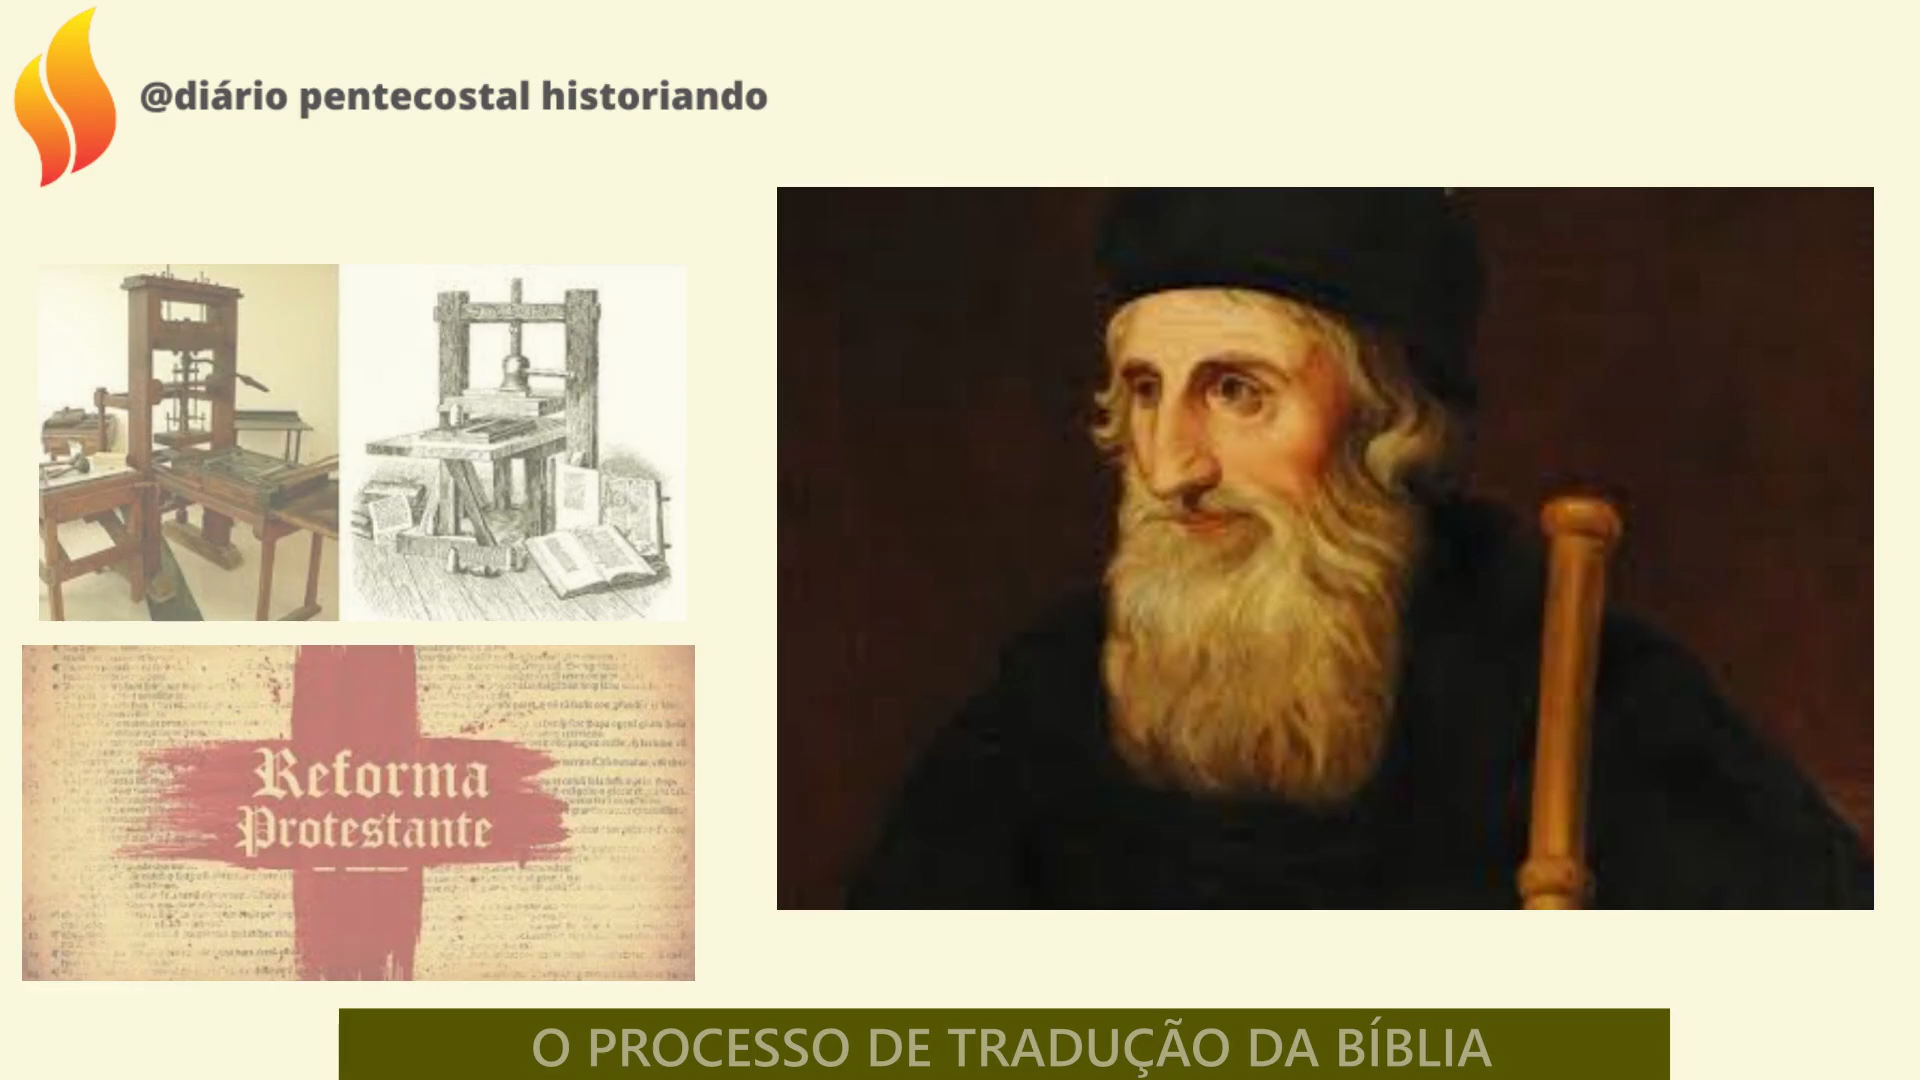 @diário pentecostal historiando
Reforma
Protestante
O PROCESSO DE TRADUÇÃO DA BÍBLIA